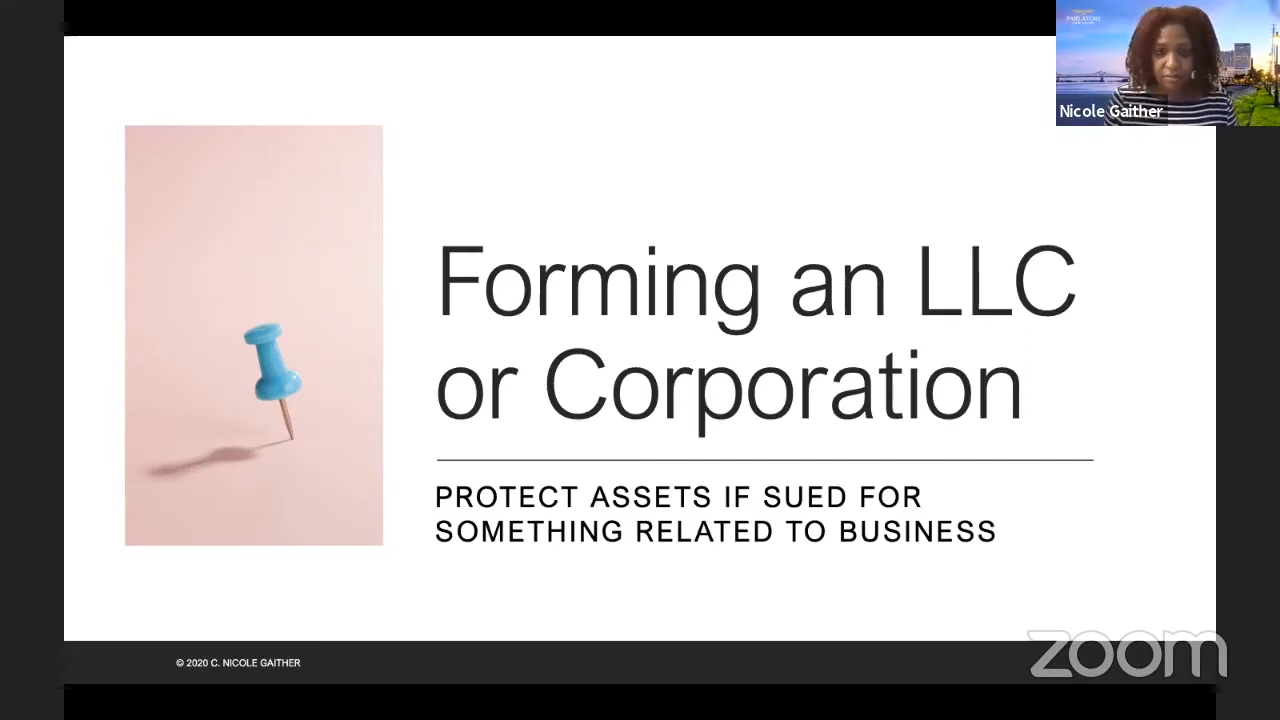 PARLATORE
Nicole Gaither
Forming an LLC
or Corporation
PROTECT ASSETS IF SUED FOR
SOMETHING RELATED TO BUSINESS
© 2020 C. NICOLE GAITHER
zoom